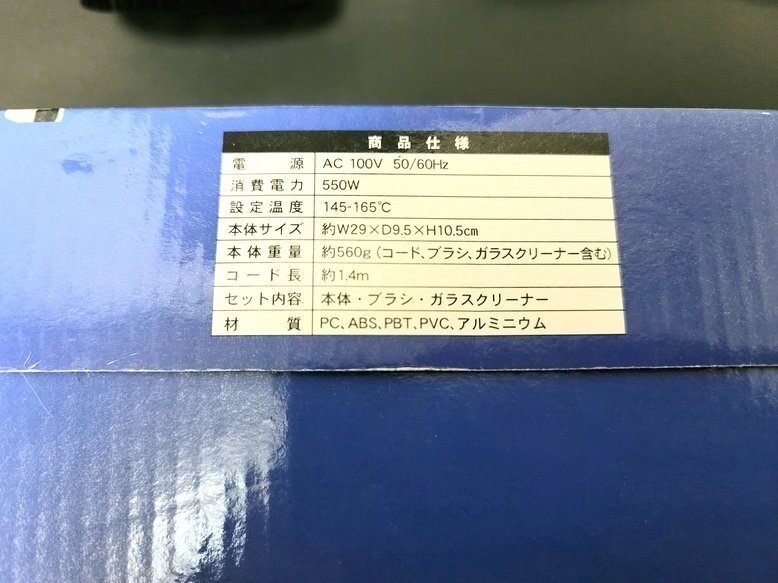 商品仕様
電源 AC 100V 50/60Hz
消費電力 550W
設定温度 145-165℃
本体サイズ 約W29×D9.5×H10.5㎝
本体重量 約560g（コード、ブラシ、ガラスクリーナー含む）
コード長 約1.4m
セット内容 本体・ブラシ・ガラスクリーナー
材質 PC、ABS、PBT、PVC、アルミニウム